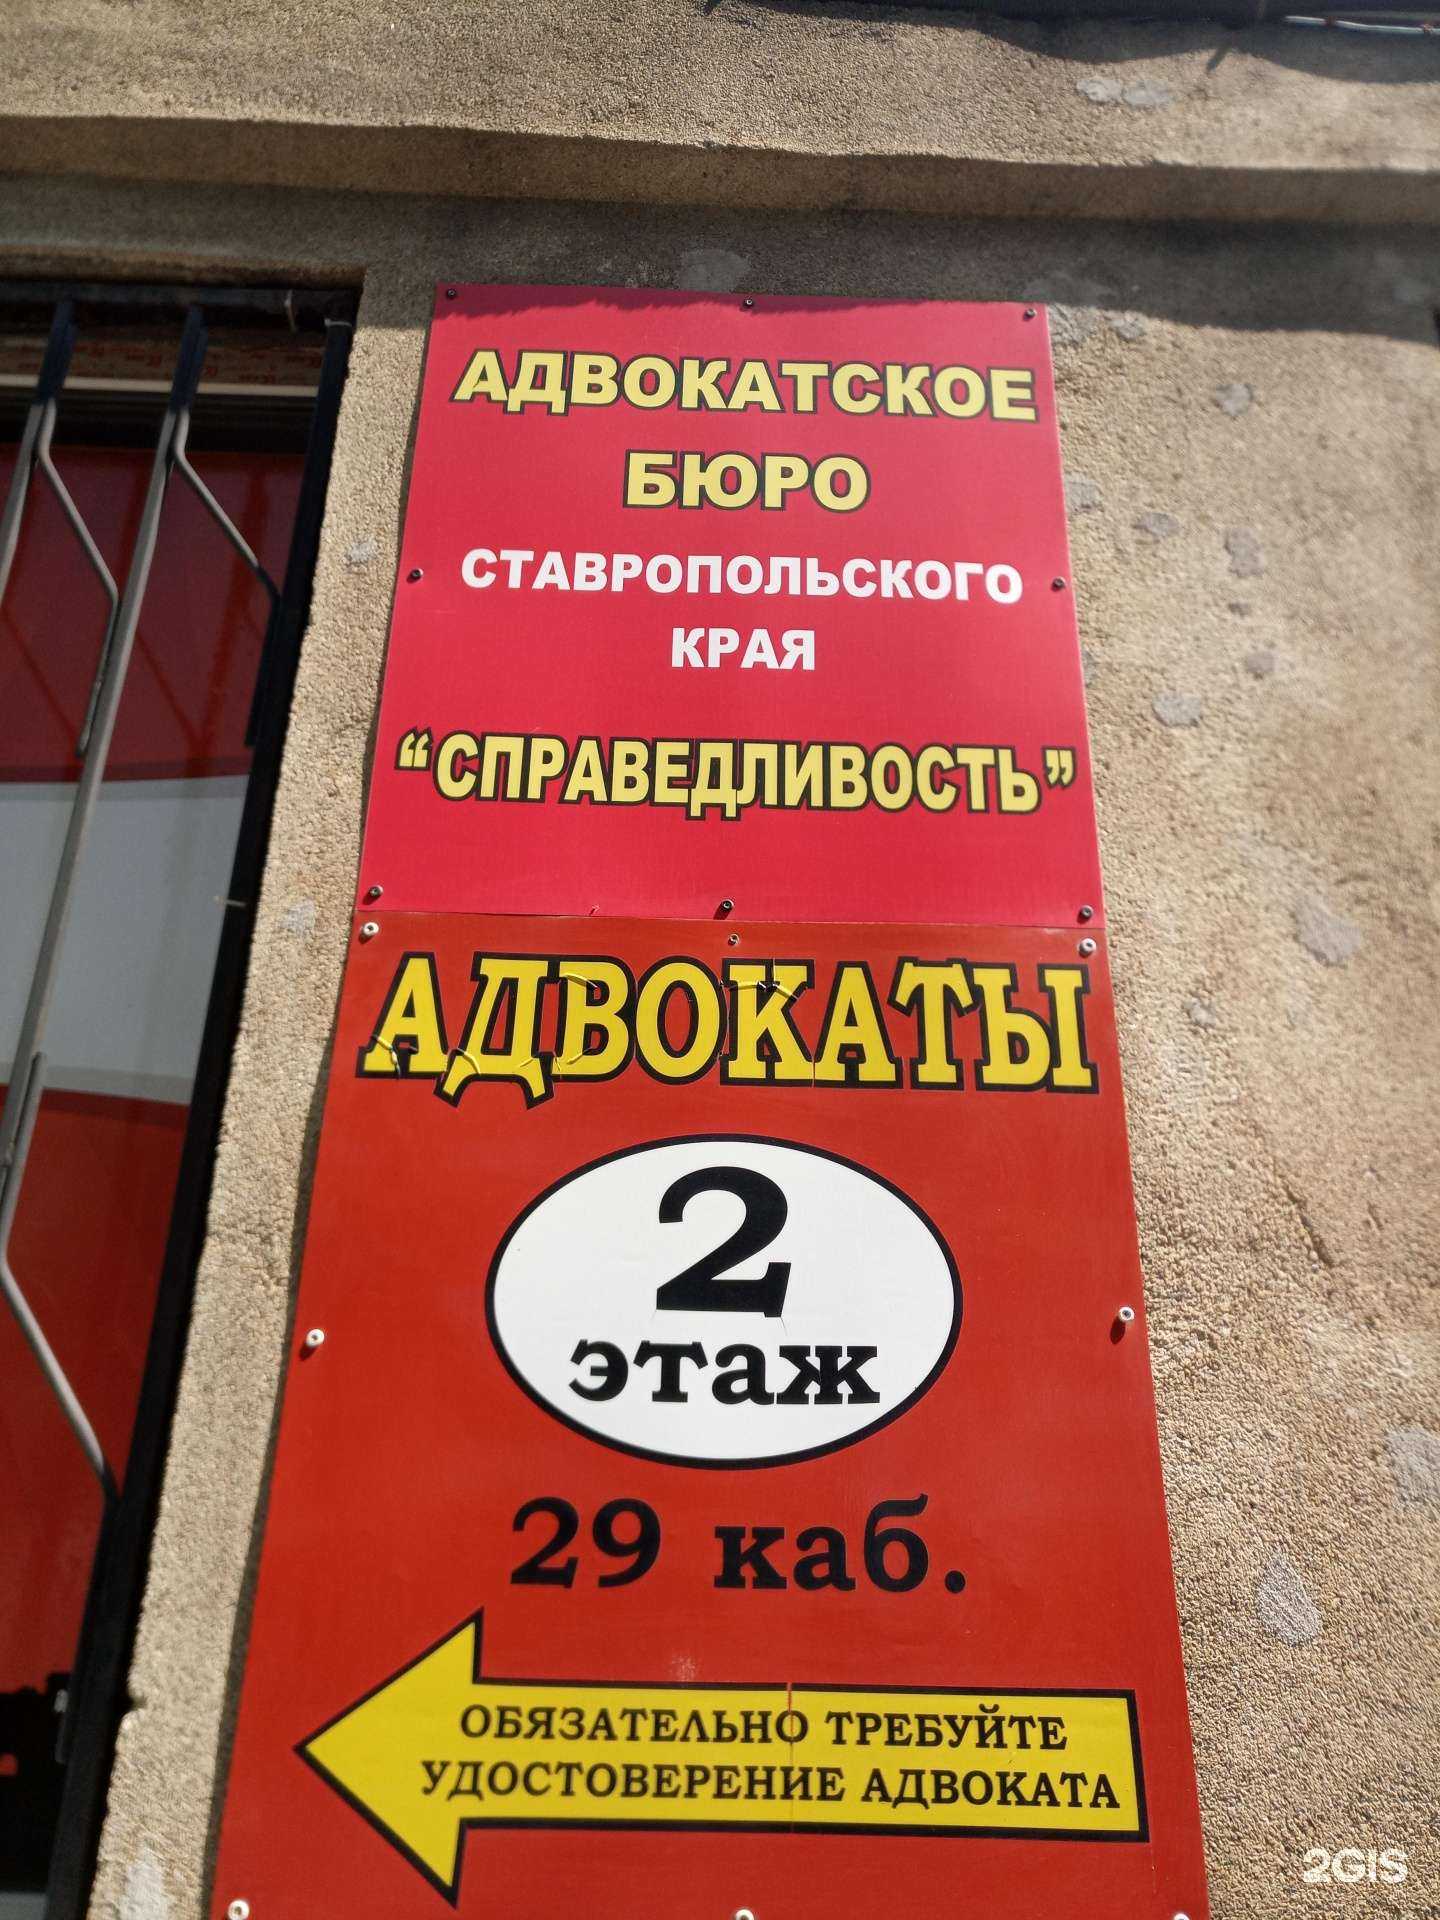 АДВОКАТСКОЕ
БЮРО
СТАВРОПОЛЬСКОГО
КРАЯ
“СПРАВЕДЛИВОСТЬ”
АДВОКАТЫ
2
этаж
29 каб.
ОБЯЗАТЕЛЬНО ТРЕБУЙТЕ
УДОСТОВЕРЕНИЕ АДВОКАТА
2GIS